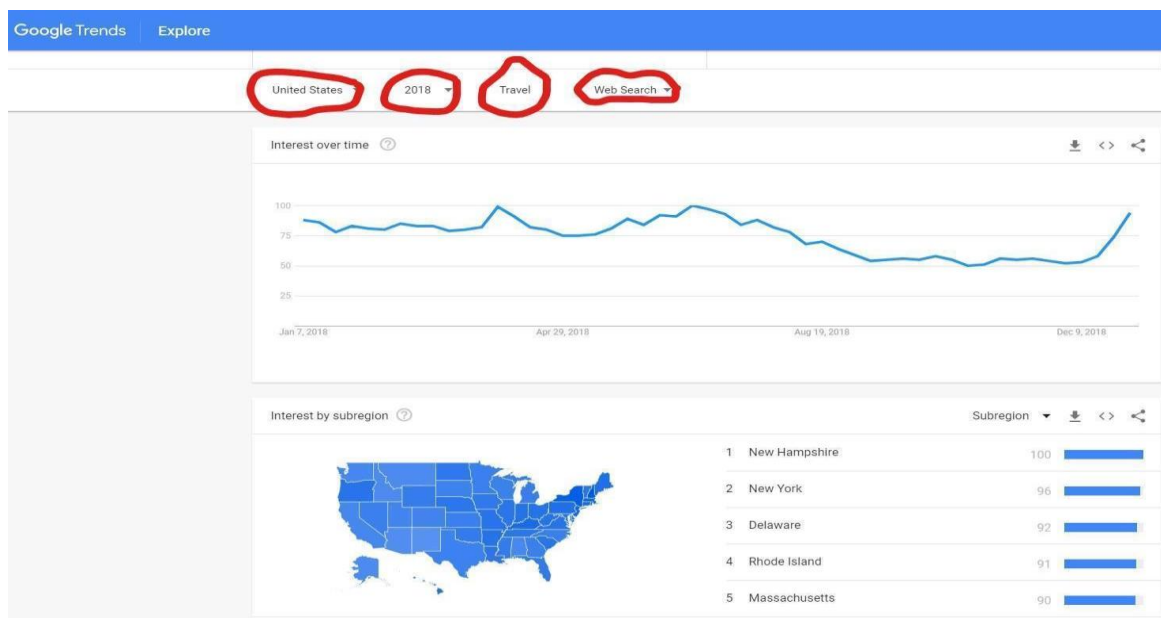 Google Trends Explore
United States 2018 Travel Web Search
Interest over time
100
75
50
25
Jan 7, 2018 Apr 29, 2018 Aug 19, 2018 Dec 9, 2018
Interest by subregion Subregion
1 New Hampshire 100
2 New York 96
3 Delaware 92
4 Rhode Island 91
5 Massachusetts 90